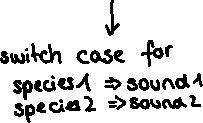 switch case for
species1 => sound1
species2 => sound2